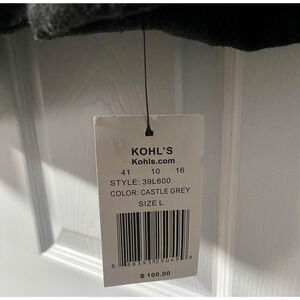 KOHL'S
Kohls.com
41 10 16
STYLE: 39L600
COLOR: CASTLE GREY
SIZE L
$ 100.00